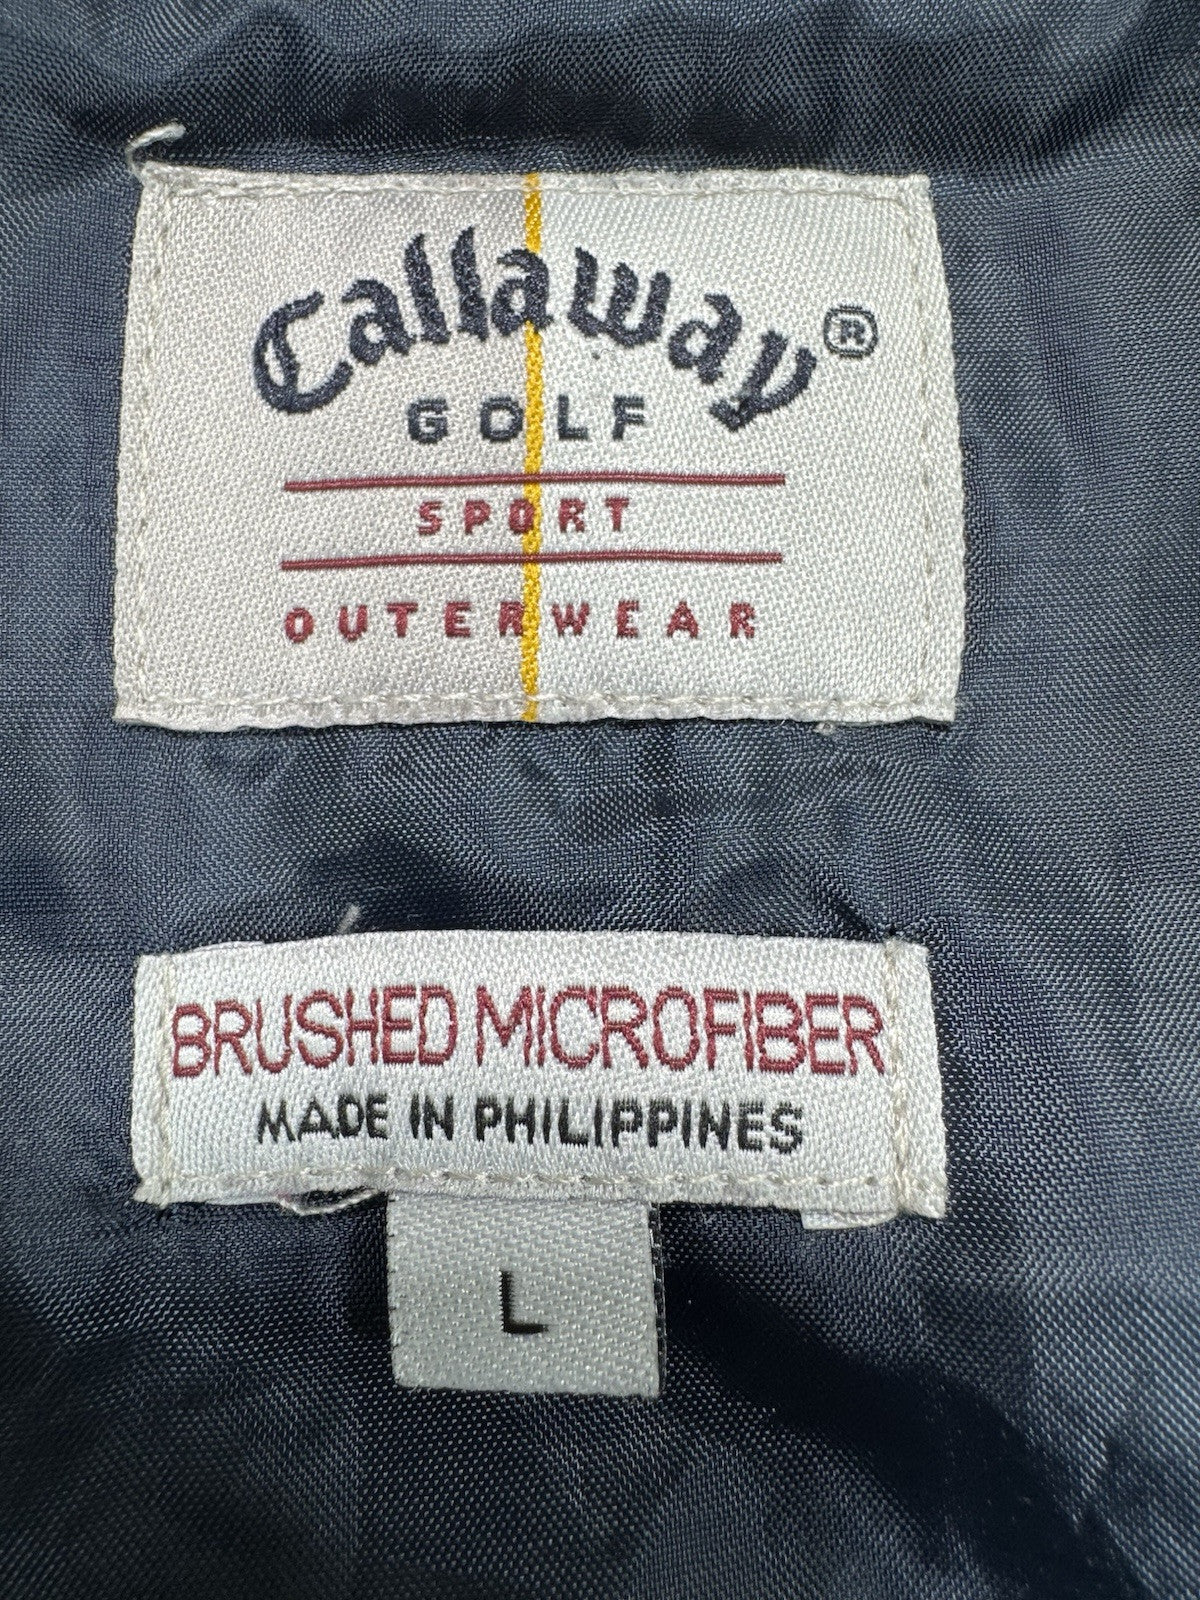 Callaway®
GOLF
SPORT
OUTERWEAR
BRUSHED MICROFIBER
MADE IN PHILIPPINES
L